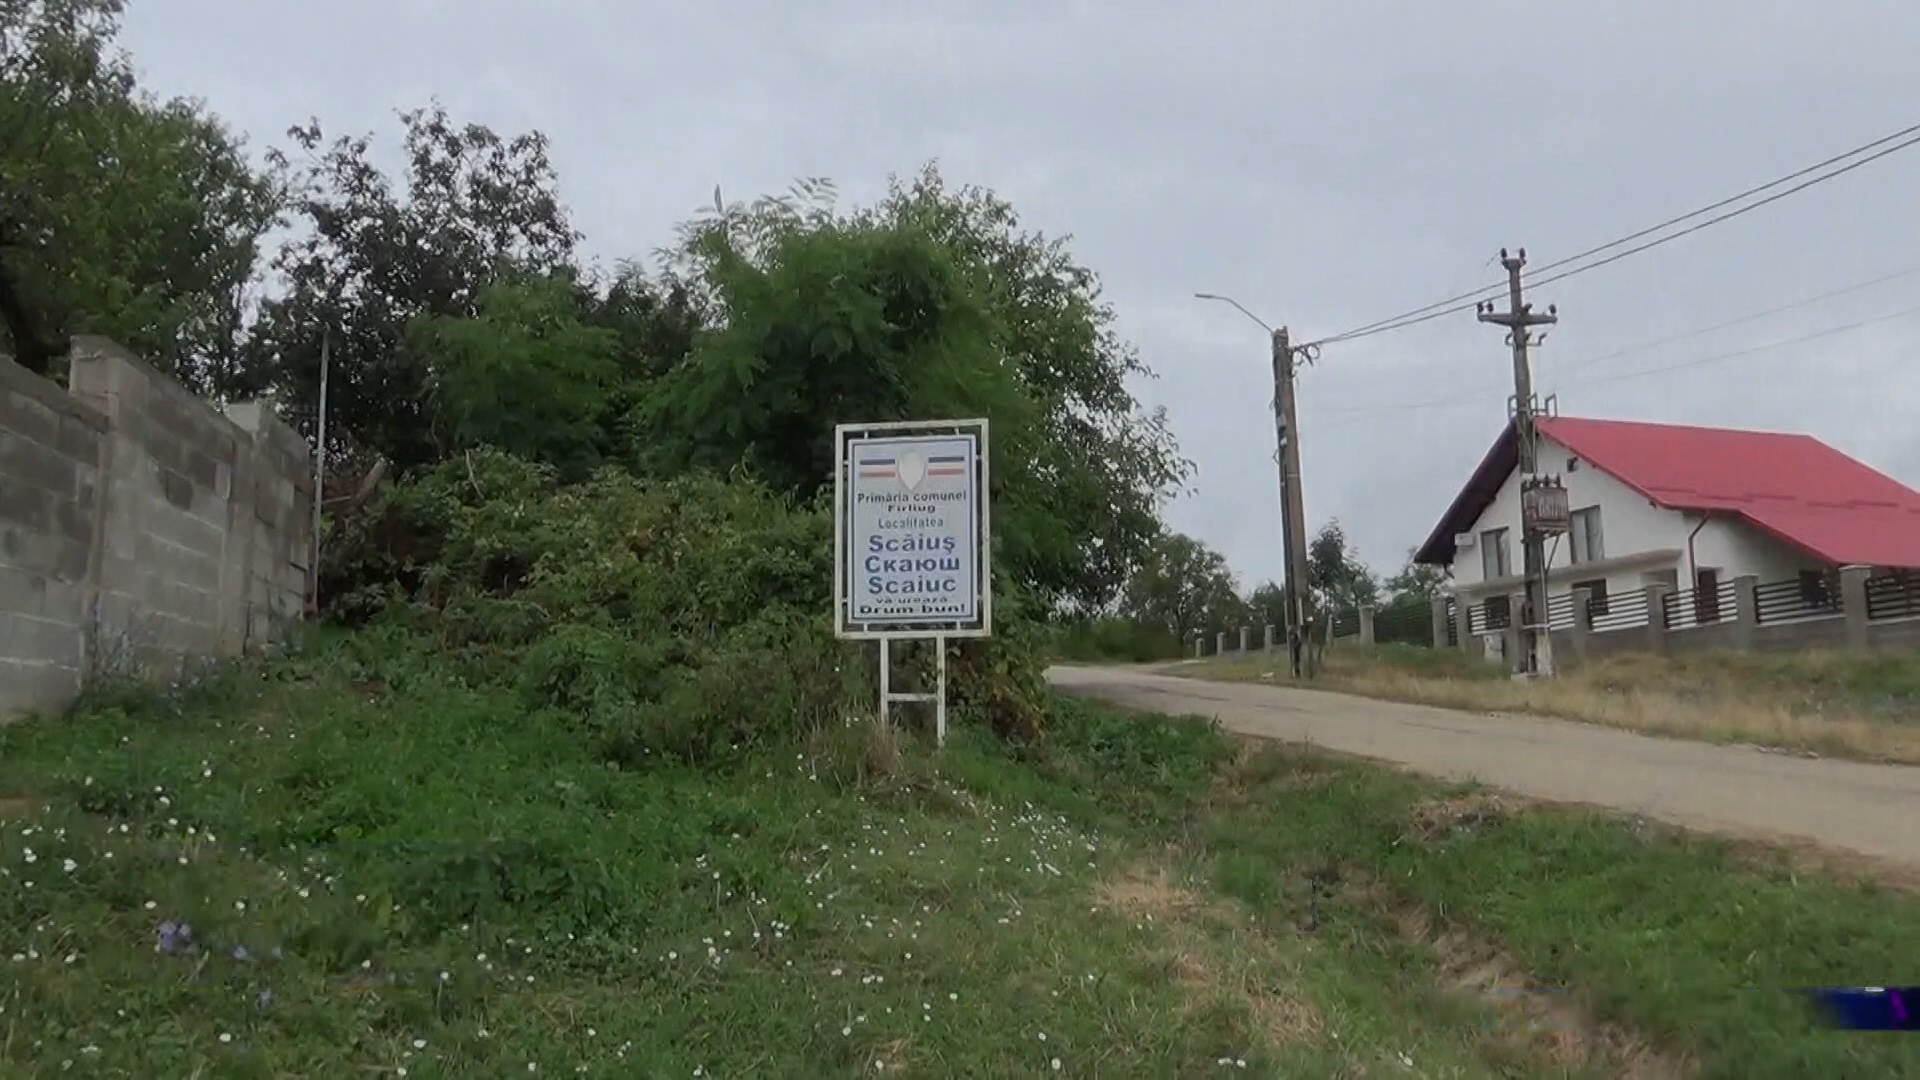 Primăria comunei
Fîrliug
Localitatea
Scăiuş
Скаюш
Scaiuc
vă urează
Drum bun!